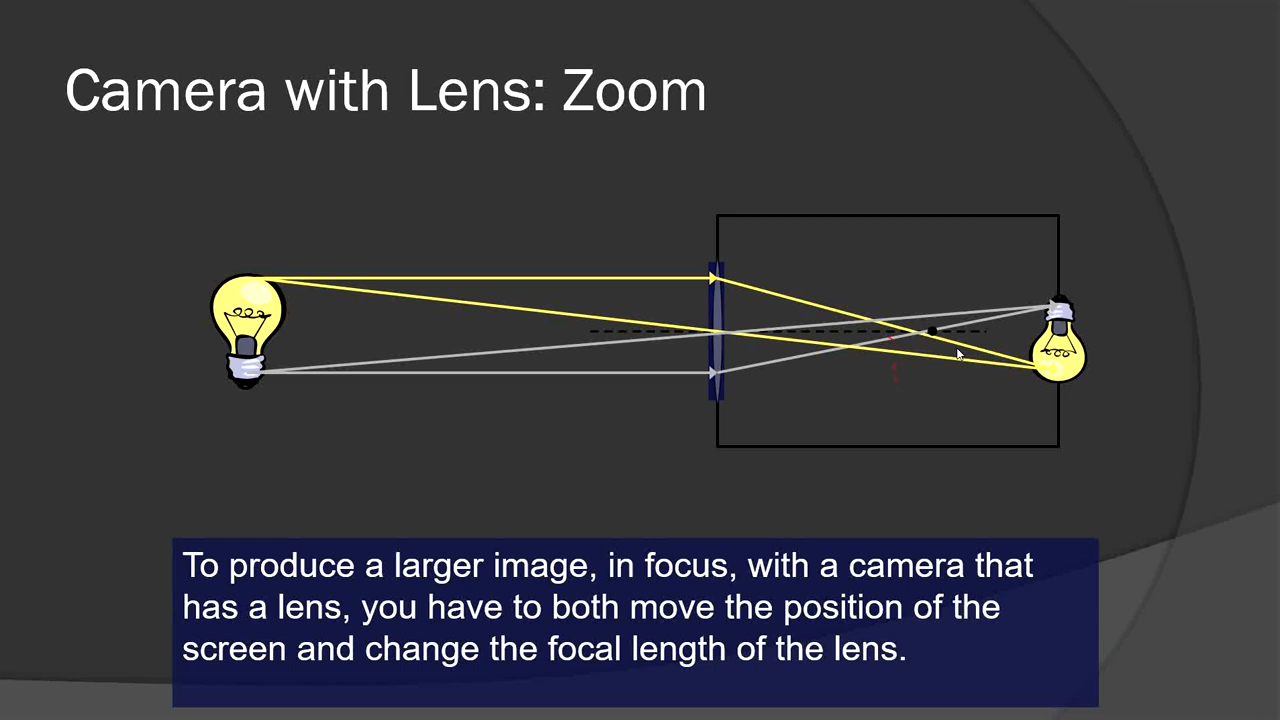 Camera with Lens: Zoom
To produce a larger image, in focus, with a camera that
has a lens, you have to both move the position of the
screen and change the focal length of the lens.